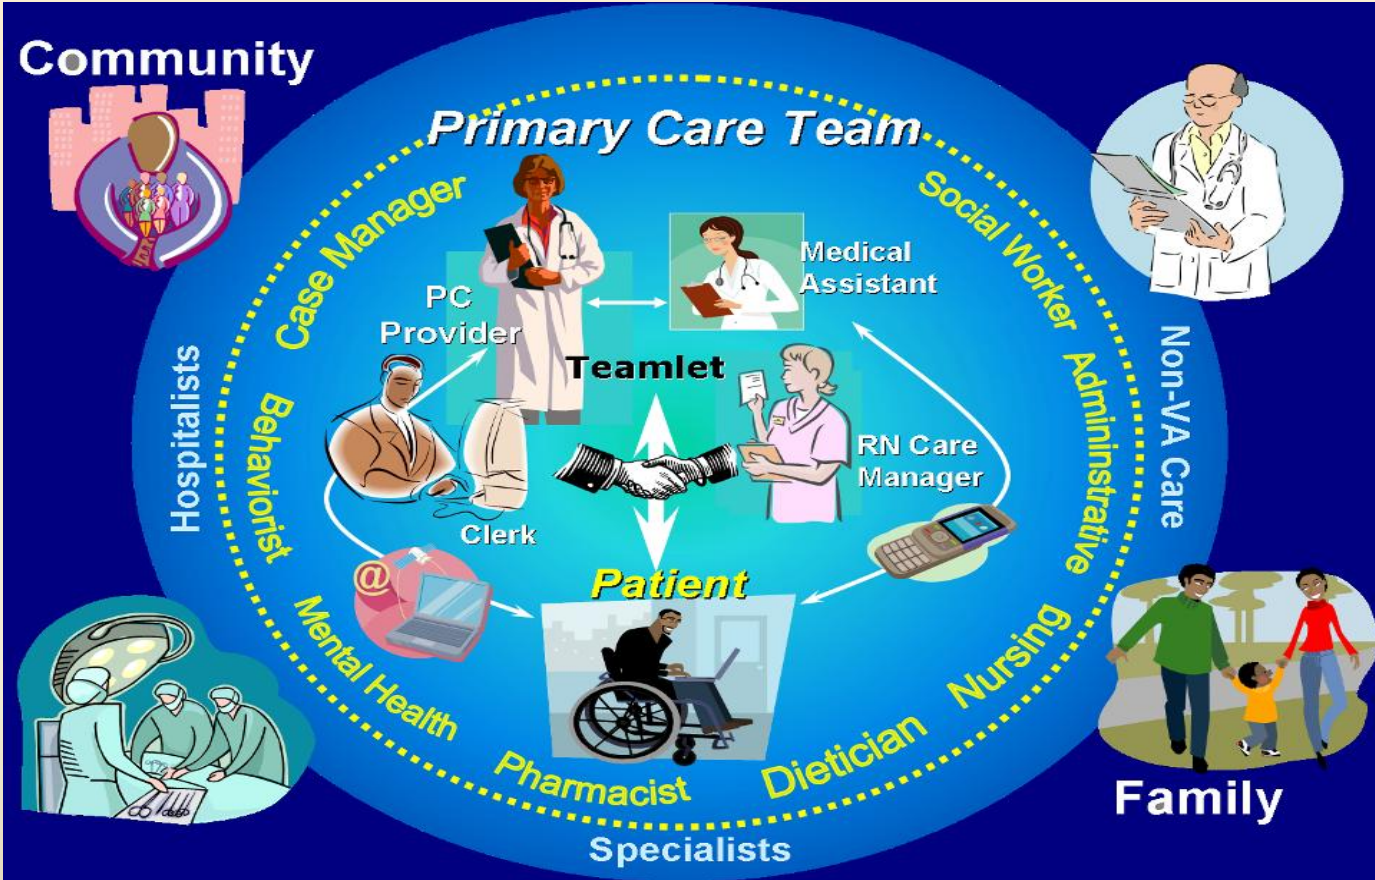 Community
Primary Care Team
Case Manager
Social Worker
Medical
Assistant
PC
Provider
Teamlet
Hospitalists
Behaviorist
Admininstrative
Non-VA Care
RN Care
Manager
Clerk
@
Patient
Mental Health
Nursing
Pharmacist
Dietician
Family
Specialists